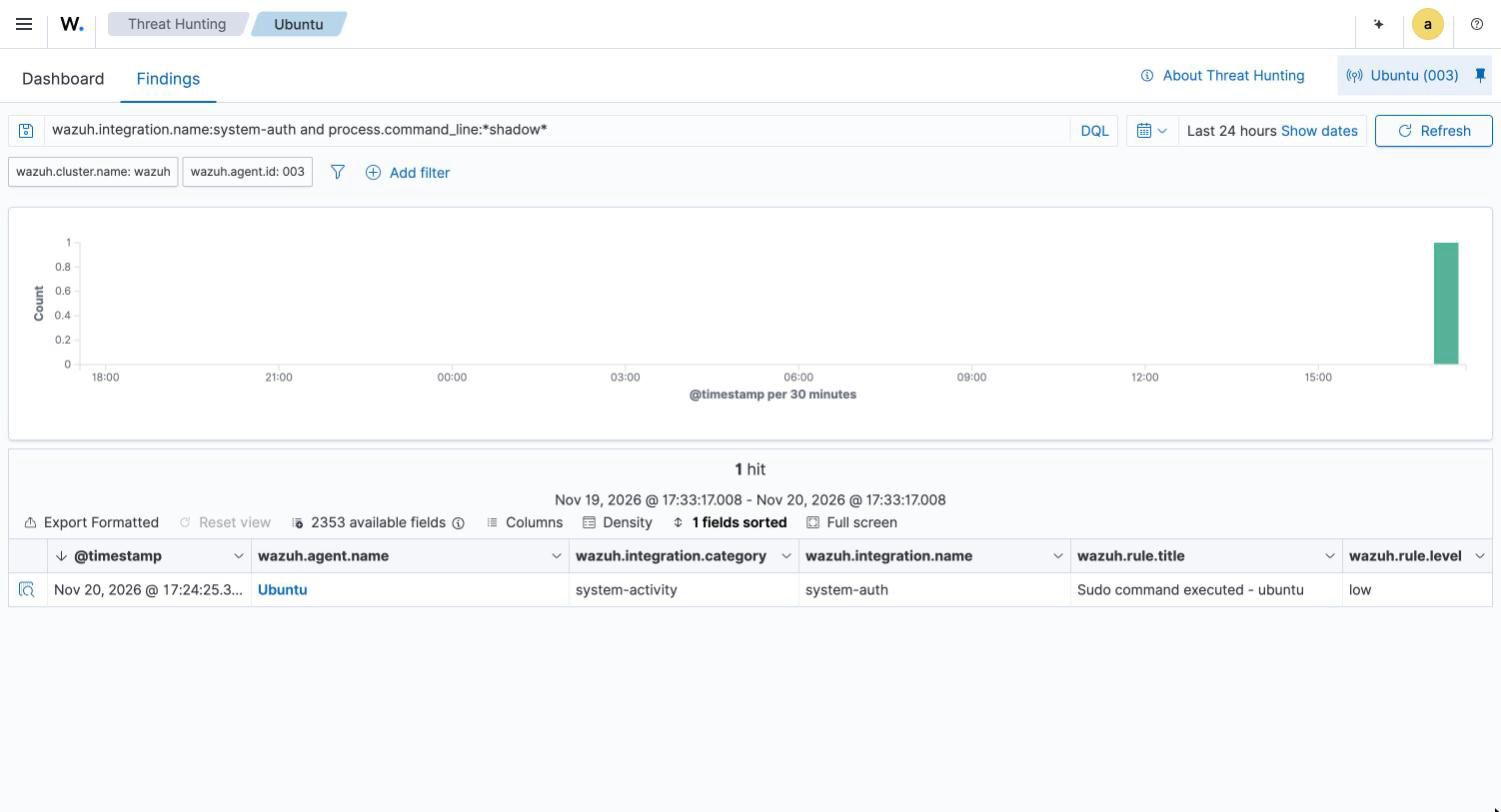 W. Threat Hunting Ubuntu a
Dashboard Findings About Threat Hunting Ubuntu (003)
wazuh.integration.name:system-auth and process.command_line:*shadow* DQL Last 24 hours Show dates Refresh
wazuh.cluster.name: wazuh wazuh.agent.id: 003 Add filter
1
0.8
0.6
0.4
0.2
0
Count
18:00 21:00 00:00 03:00 06:00 09:00 12:00 15:00
@timestamp per 30 minutes
1 hit
Nov 19, 2026 @ 17:33:17.008 - Nov 20, 2026 @ 17:33:17.008
Export Formatted Reset view 2353 available fields Columns Density 1 fields sorted Full screen
@timestamp wazuh.agent.name wazuh.integration.category wazuh.integration.name wazuh.rule.title wazuh.rule.level
Nov 20, 2026 @ 17:24:25.3... Ubuntu system-activity system-auth Sudo command executed - ubuntu low